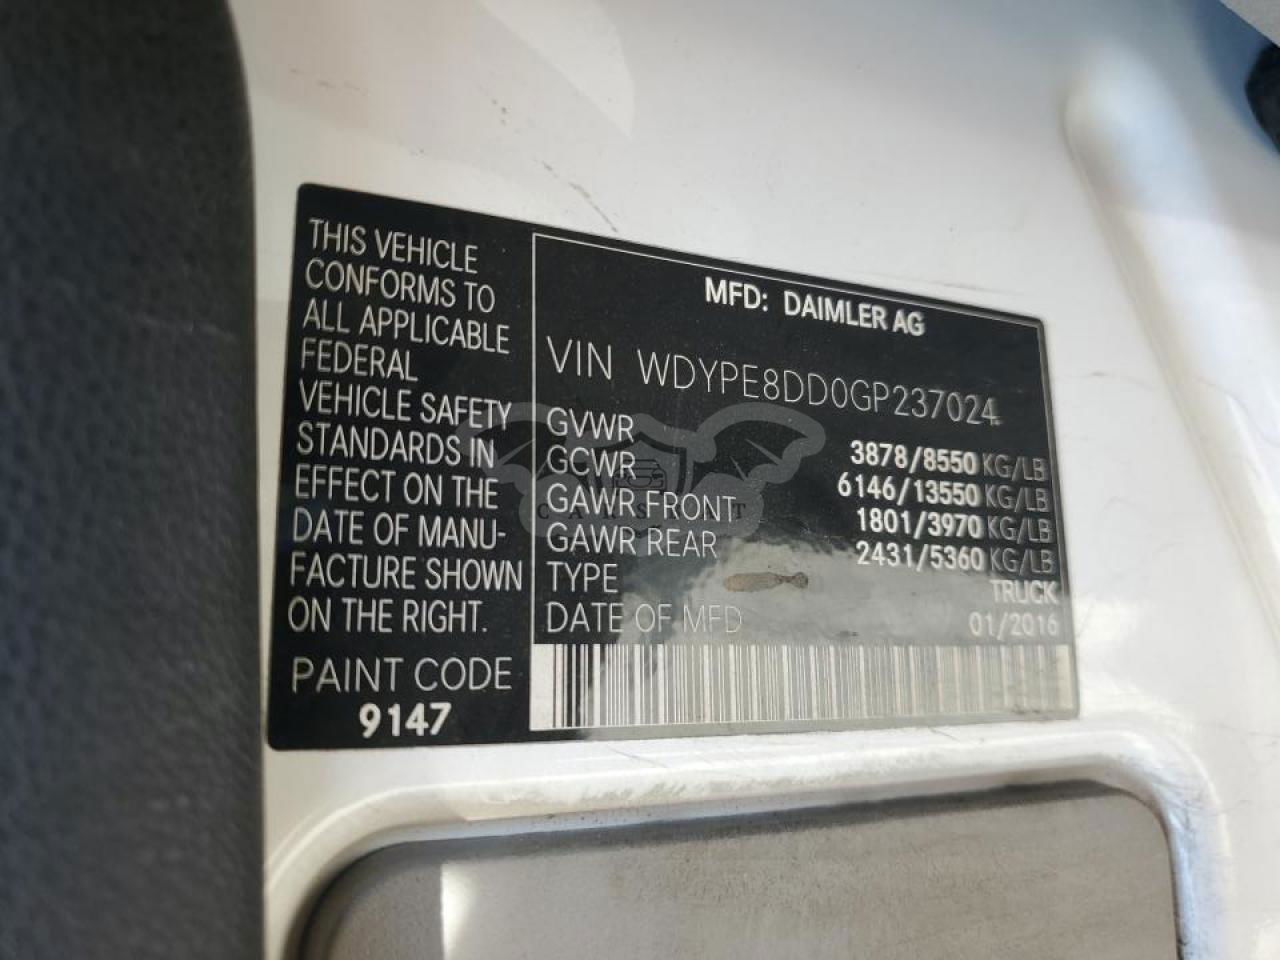 THIS VEHICLE
CONFORMS TO
ALL APPLICABLE
FEDERAL
VEHICLE SAFETY
STANDARDS IN
EFFECT ON THE
DATE OF MANU-
FACTURE SHOWN
ON THE RIGHT.
PAINT CODE
9147
MFD: DAIMLER AG
VIN WDYPE8DD0GP237024
GVWR 3878/8550 KG/LB
GCWR 6146/13550 KG/LB
GAWR FRONT 1801/3970 KG/LB
GAWR REAR 2431/5360 KG/LB
TYPE TRUCK
DATE OF MFD 01/2016